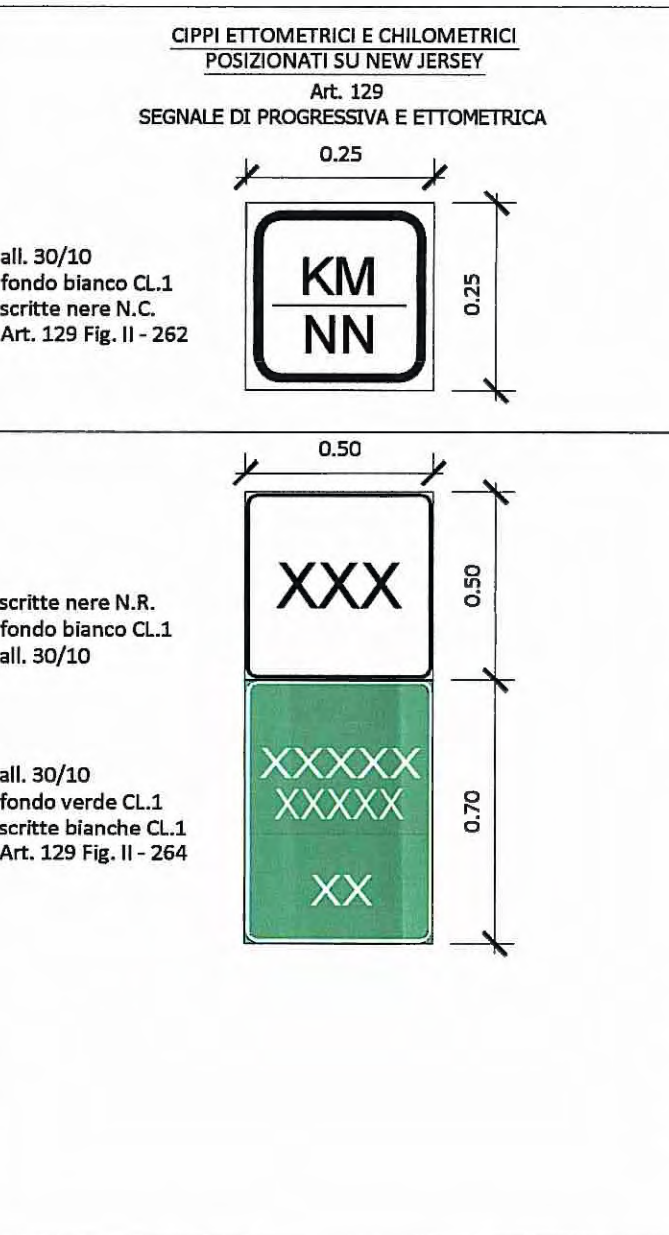 CIPPI ETTOMETRICI E CHILOMETRICI
POSIZIONATI SU NEW JERSEY
Art. 129
SEGNALE DI PROGRESSIVA E ETTOMETRICA
0.25
all. 30/10
fondo bianco CL.1
scritte nere N.C.
Art. 129 Fig. II - 262
KM
NN
0.25
0.50
XXX
0.50
scritte nere N.R.
fondo bianco CL.1
all. 30/10
XXXXX
XXXXX
XX
0.70
all. 30/10
fondo verde CL.1
scritte bianche CL.1
Art. 129 Fig. II - 264